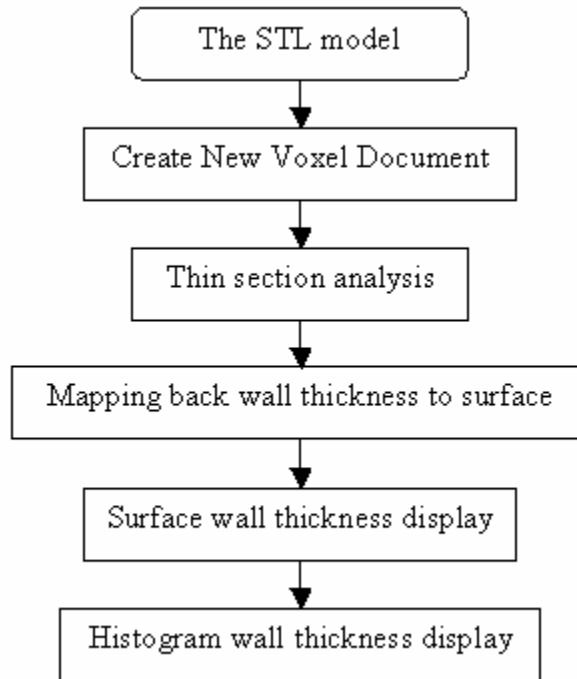 The STL model
Create New Voxel Document
Thin section analysis
Mapping back wall thickness to surface
Surface wall thickness display
Histogram wall thickness display